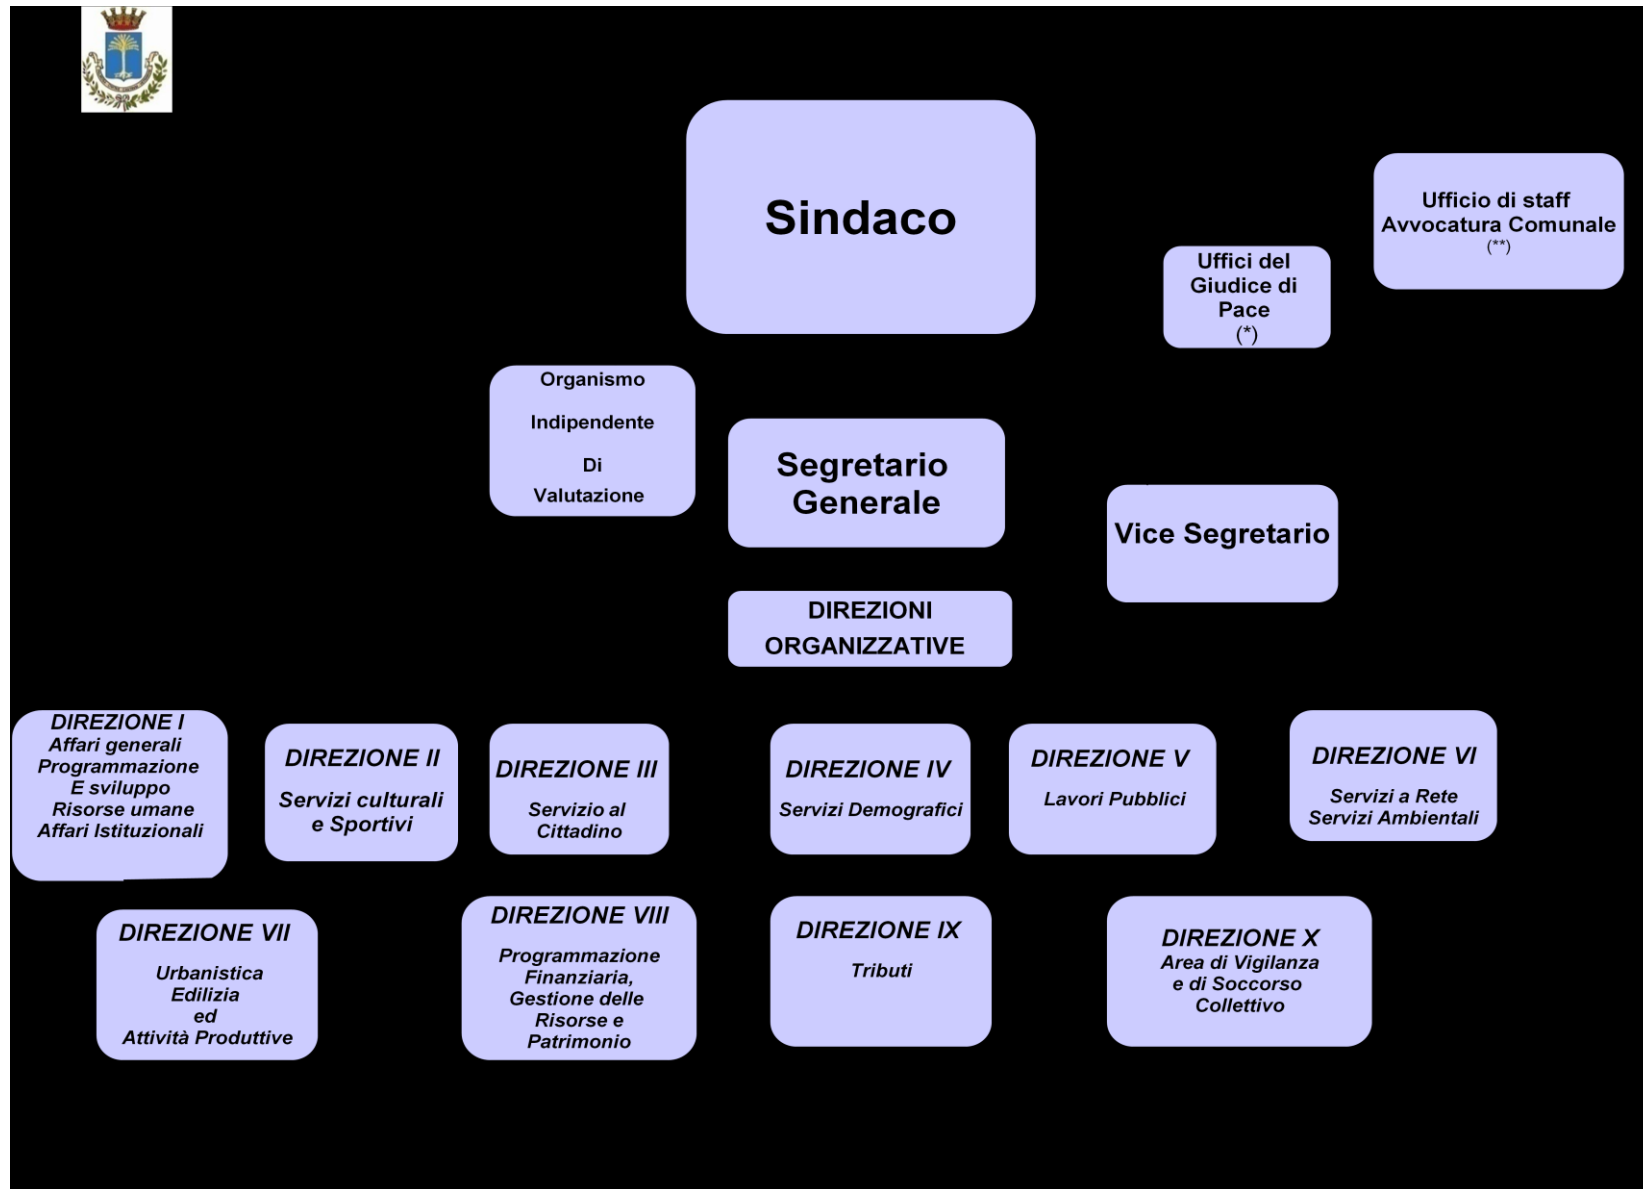 Sindaco
Ufficio di staff
Avvocatura Comunale
(**)
Uffici del
Giudice di
Pace
(*)
Organismo
Indipendente
Di
Valutazione
Segretario
Generale
Vice Segretario
DIREZIONI
ORGANIZZATIVE
DIREZIONE I
Affari generali
Programmazione
E sviluppo
Risorse umane
Affari Istituzionali
DIREZIONE II
Servizi culturali
e Sportivi
DIREZIONE III
Servizio al
Cittadino
DIREZIONE IV
Servizi Demografici
DIREZIONE V
Lavori Pubblici
DIREZIONE VI
Servizi a Rete
Servizi Ambientali
DIREZIONE VII
Urbanistica
Edilizia
ed
Attività Produttive
DIREZIONE VIII
Programmazione
Finanziaria,
Gestione delle
Risorse e
Patrimonio
DIREZIONE IX
Tributi
DIREZIONE X
Area di Vigilanza
e di Soccorso
Collettivo